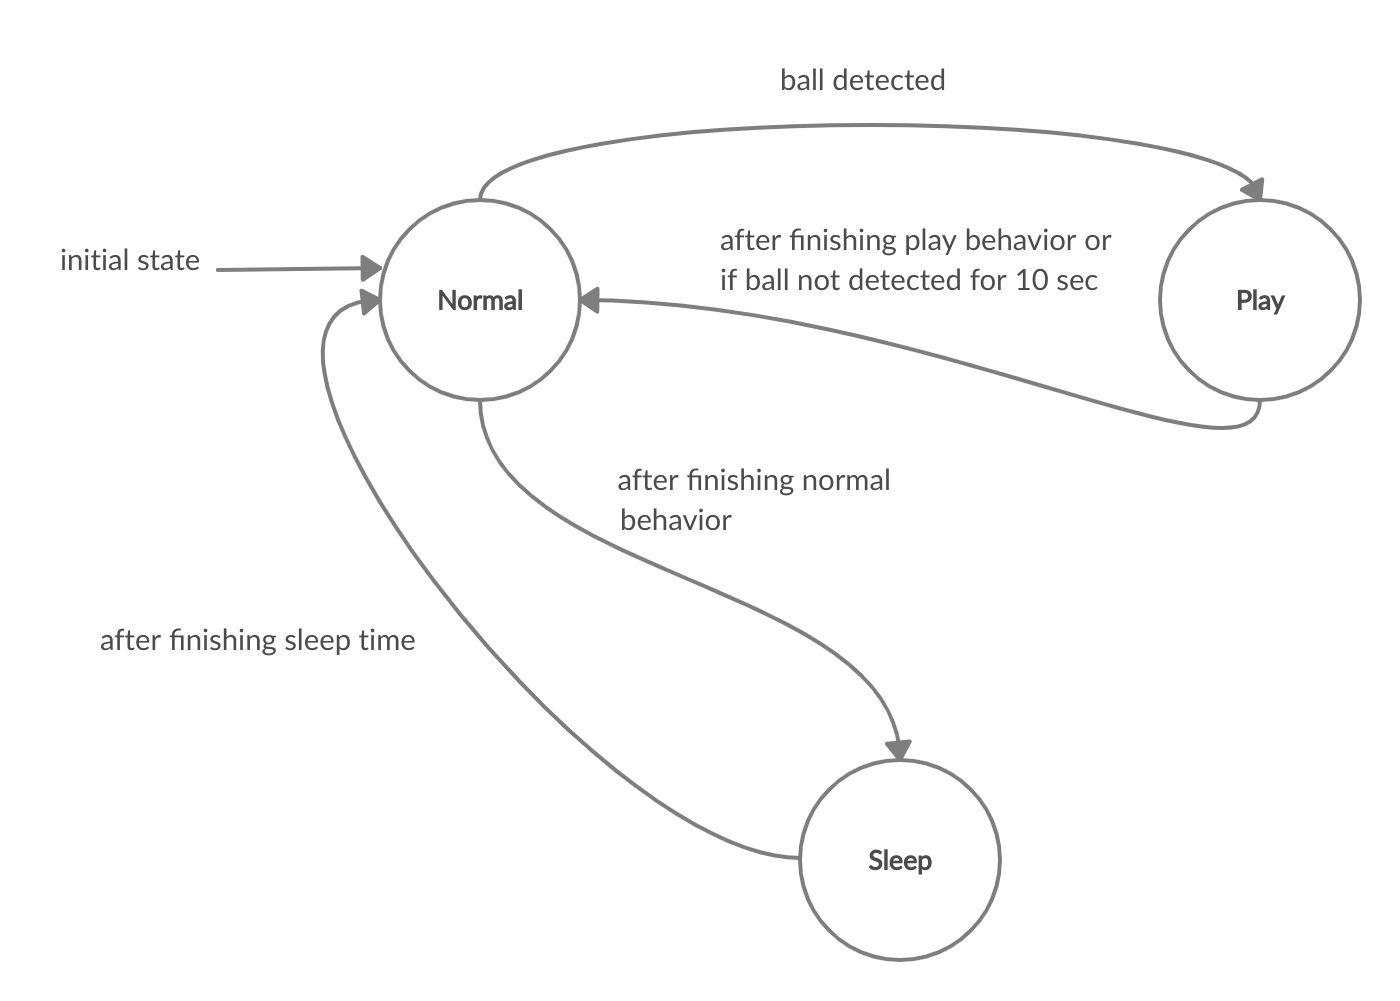 ball detected
initial state
after finishing play behavior or
if ball not detected for 10 sec
Normal
Play
after finishing normal
behavior
after finishing sleep time
Sleep